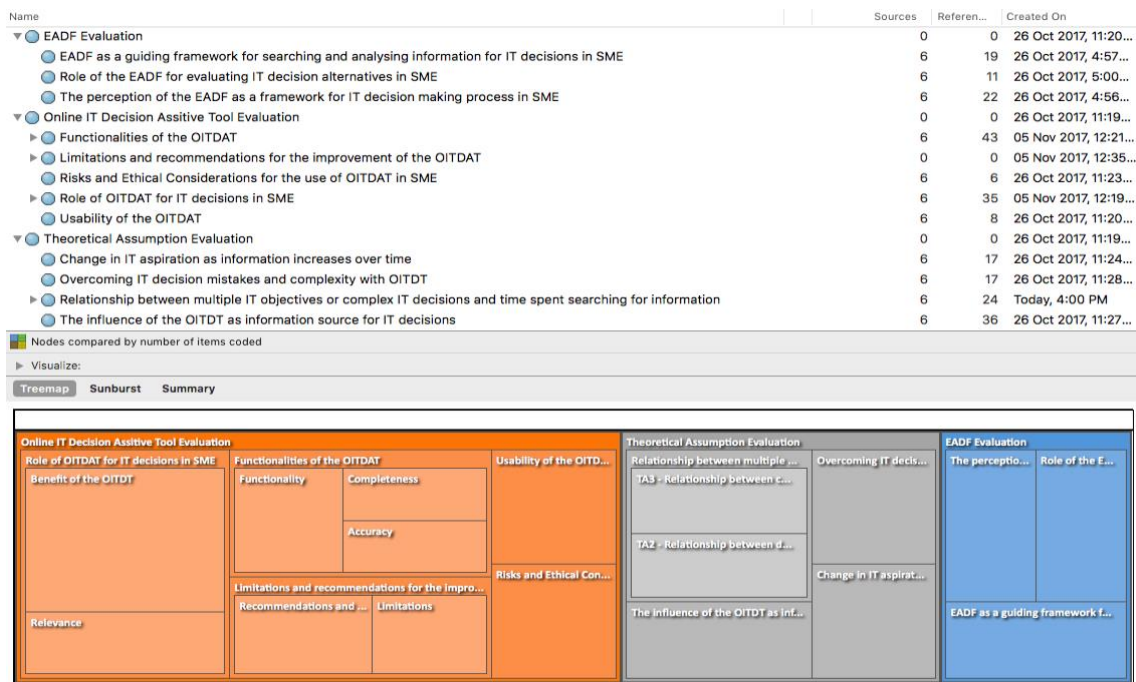 Name Sources Referen... Created On
EADF Evaluation 0 0 26 Oct 2017, 11:20...
EADF as a guiding framework for searching and analysing information for IT decisions in SME 6 19 26 Oct 2017, 4:57...
Role of the EADF for evaluating IT decision alternatives in SME 6 11 26 Oct 2017, 5:00...
The perception of the EADF as a framework for IT decision making process in SME 6 22 26 Oct 2017, 4:56...
Online IT Decision Assitive Tool Evaluation 0 0 26 Oct 2017, 11:19...
Functionalities of the OITDAT 6 43 05 Nov 2017, 12:21...
Limitations and recommendations for the improvement of the OITDAT 0 0 05 Nov 2017, 12:35...
Risks and Ethical Considerations for the use of OITDAT in SME 6 6 26 Oct 2017, 11:23...
Role of OITDAT for IT decisions in SME 6 35 05 Nov 2017, 12:19...
Usability of the OITDAT 6 8 26 Oct 2017, 11:20...
Theoretical Assumption Evaluation 0 0 26 Oct 2017, 11:19...
Change in IT aspiration as information increases over time 6 17 26 Oct 2017, 11:24...
Overcoming IT decision mistakes and complexity with OITDT 6 17 26 Oct 2017, 11:28...
Relationship between multiple IT objectives or complex IT decisions and time spent searching for information 6 24 Today, 4:00 PM
The influence of the OITDT as information source for IT decisions 6 36 26 Oct 2017, 11:27...
Nodes compared by number of items coded
Visualize:
Treemap Sunburst Summary
Online IT Decision Assitive Tool Evaluation Theoretical Assumption Evaluation EADF Evaluation
Role of OITDAT for IT decisions in SME Functionalities of the OITDAT Usability of the OITD... Relationship between multiple ... Overcoming IT decis... The perceptio... Role of the E...
Benefit of the OITDT Functionality Completeness TA3 - Relationship between c...
Accuracy
TA2 - Relationship between d...
Risks and Ethical Con... Change in IT aspirat...
Limitations and recommendations for the impro...
Recommendations and ... Limitations
The influence of the OITDT as inf... EADF as a guiding framework f...
Relevance